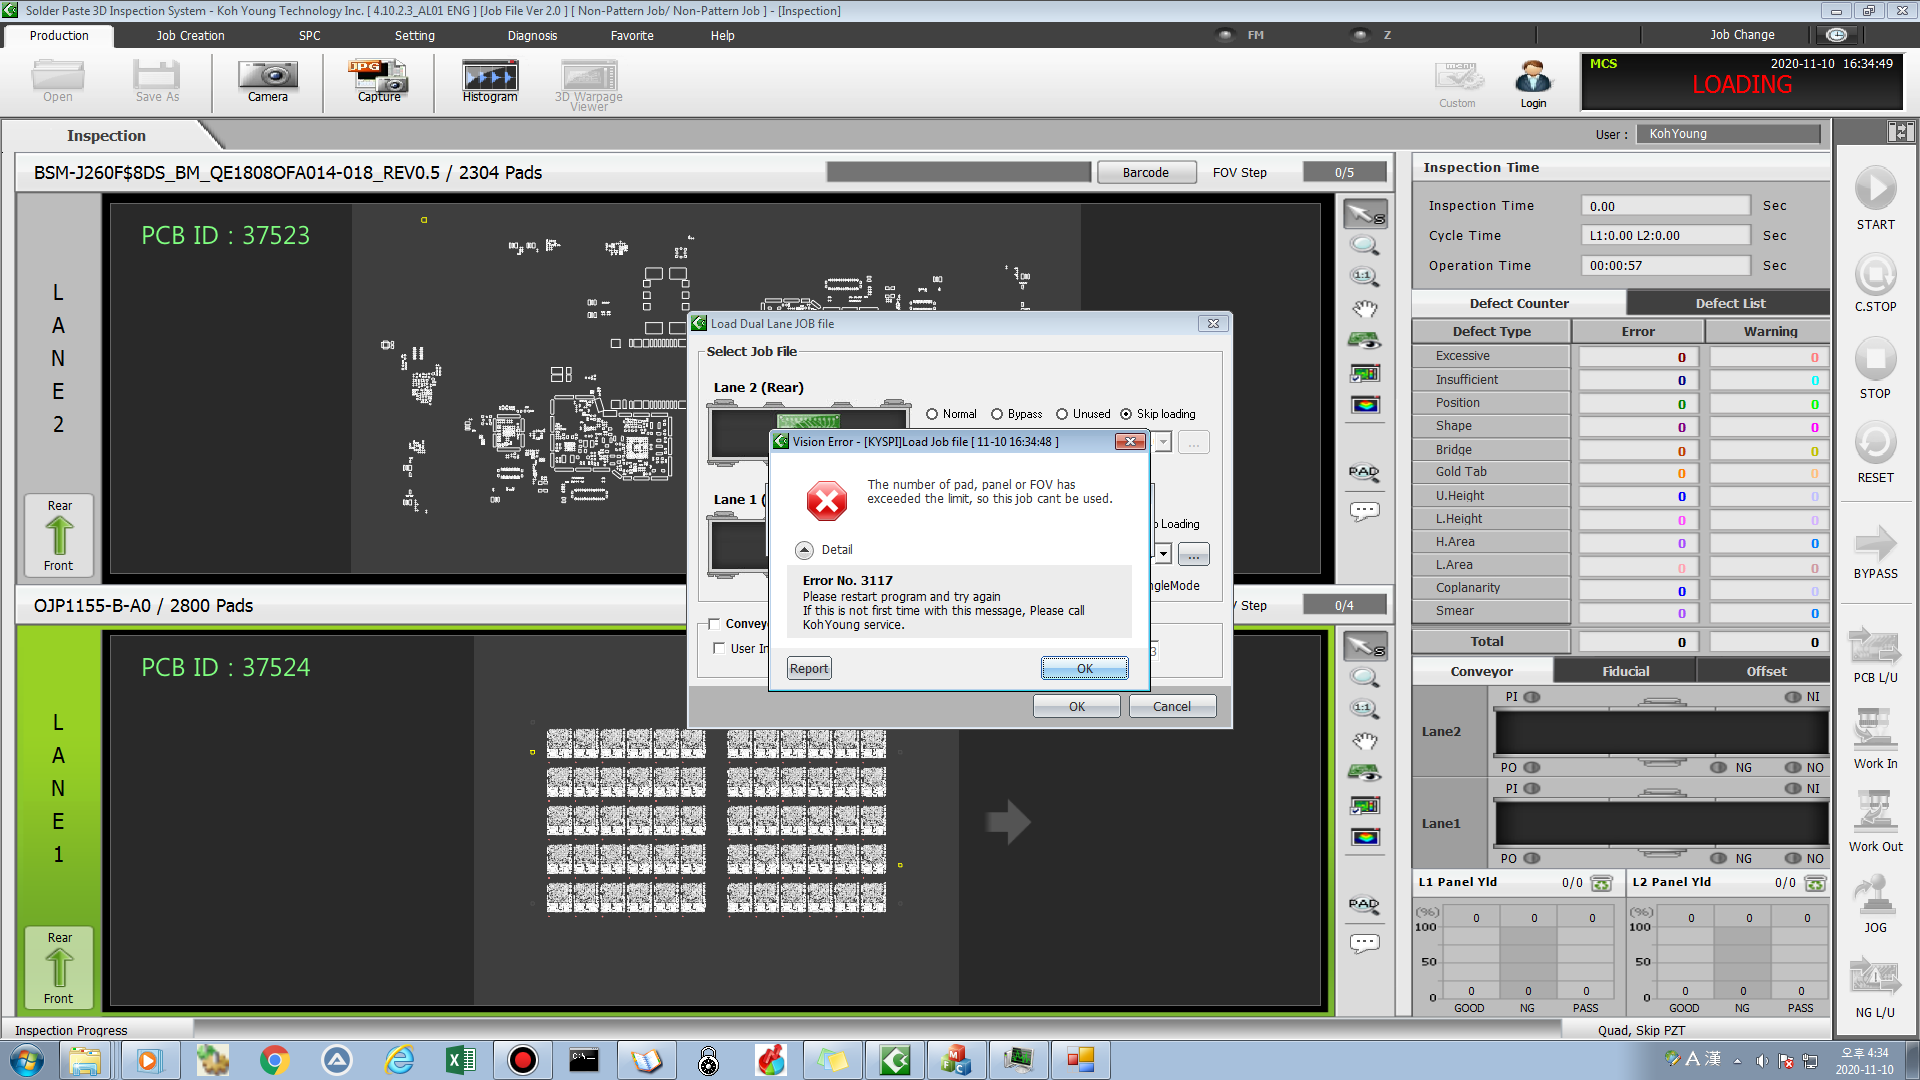 Solder Paste 3D Inspection System - Koh Young Technology Inc. [ 4.10.2.3_AL01 ENG ] [Job File Ver 2.0 ] [ Non-Pattern Job/ Non-Pattern Job ] - [Inspection]
Production
Job Creation
SPC
Setting
Diagnosis
Favorite
Help
FM
Z
Job Change
Open
Save As
Camera
JPG
Capture
Histogram
3D Warpage
Viewer
Custom
Login
MCS
2020-11-10 16:34:49
LOADING
Inspection
User :
KohYoung
BSM-J260F$8DS_BM_QE1808OFA014-018_REV0.5 / 2304 Pads
Barcode
FOV Step
0/5
LANE2
PCB ID : 37523
Rear
Front
OJP1155-B-A0 / 2800 Pads
Step
0/4
LANE1
PCB ID : 37524
Rear
Front
S
1:1
PAD
S
1:1
PAD
Load Dual Lane JOB file
Select Job File
Lane 2 (Rear)
Normal
Bypass
Unused
Skip loading
...
Lane 1 (
Loading
...
gleMode
Convey
User In
OK
Cancel
Vision Error - [KYSPI]Load Job file [ 11-10 16:34:48 ]
The number of pad, panel or FOV has
exceeded the limit, so this job cant be used.
Detail
Error No. 3117
Please restart program and try again
If this is not first time with this message, Please call
KohYoung service.
Report
OK
Inspection Time
Inspection Time
0.00
Sec
Cycle Time
L1:0.00 L2:0.00
Sec
Operation Time
00:00:57
Sec
Defect Counter
Defect List
Defect Type
Error
Warning
Excessive 0 0
Insufficient 0 0
Position 0 0
Shape 0 0
Bridge 0 0
Gold Tab 0 0
U.Height 0 0
L.Height 0 0
H.Area 0 0
L.Area 0 0
Coplanarity 0 0
Smear 0 0
Total 0 0
Conveyor
Fiducial
Offset
PI
NI
Lane2
PO
NG
NO
PI
NI
Lane1
PO
NG
NO
L1 Panel Yld
0/0
L2 Panel Yld
0/0
(%)
0 0 0
100
50
0
0 0 0
GOOD NG PASS
(%)
0 0 0
100
50
0
0 0 0
GOOD NG PASS
START
C.STOP
STOP
RESET
BYPASS
PCB L/U
Work In
Work Out
JOG
NG L/U
Inspection Progress
Quad, Skip PZT
A 漢
오후 4:34
2020-11-10